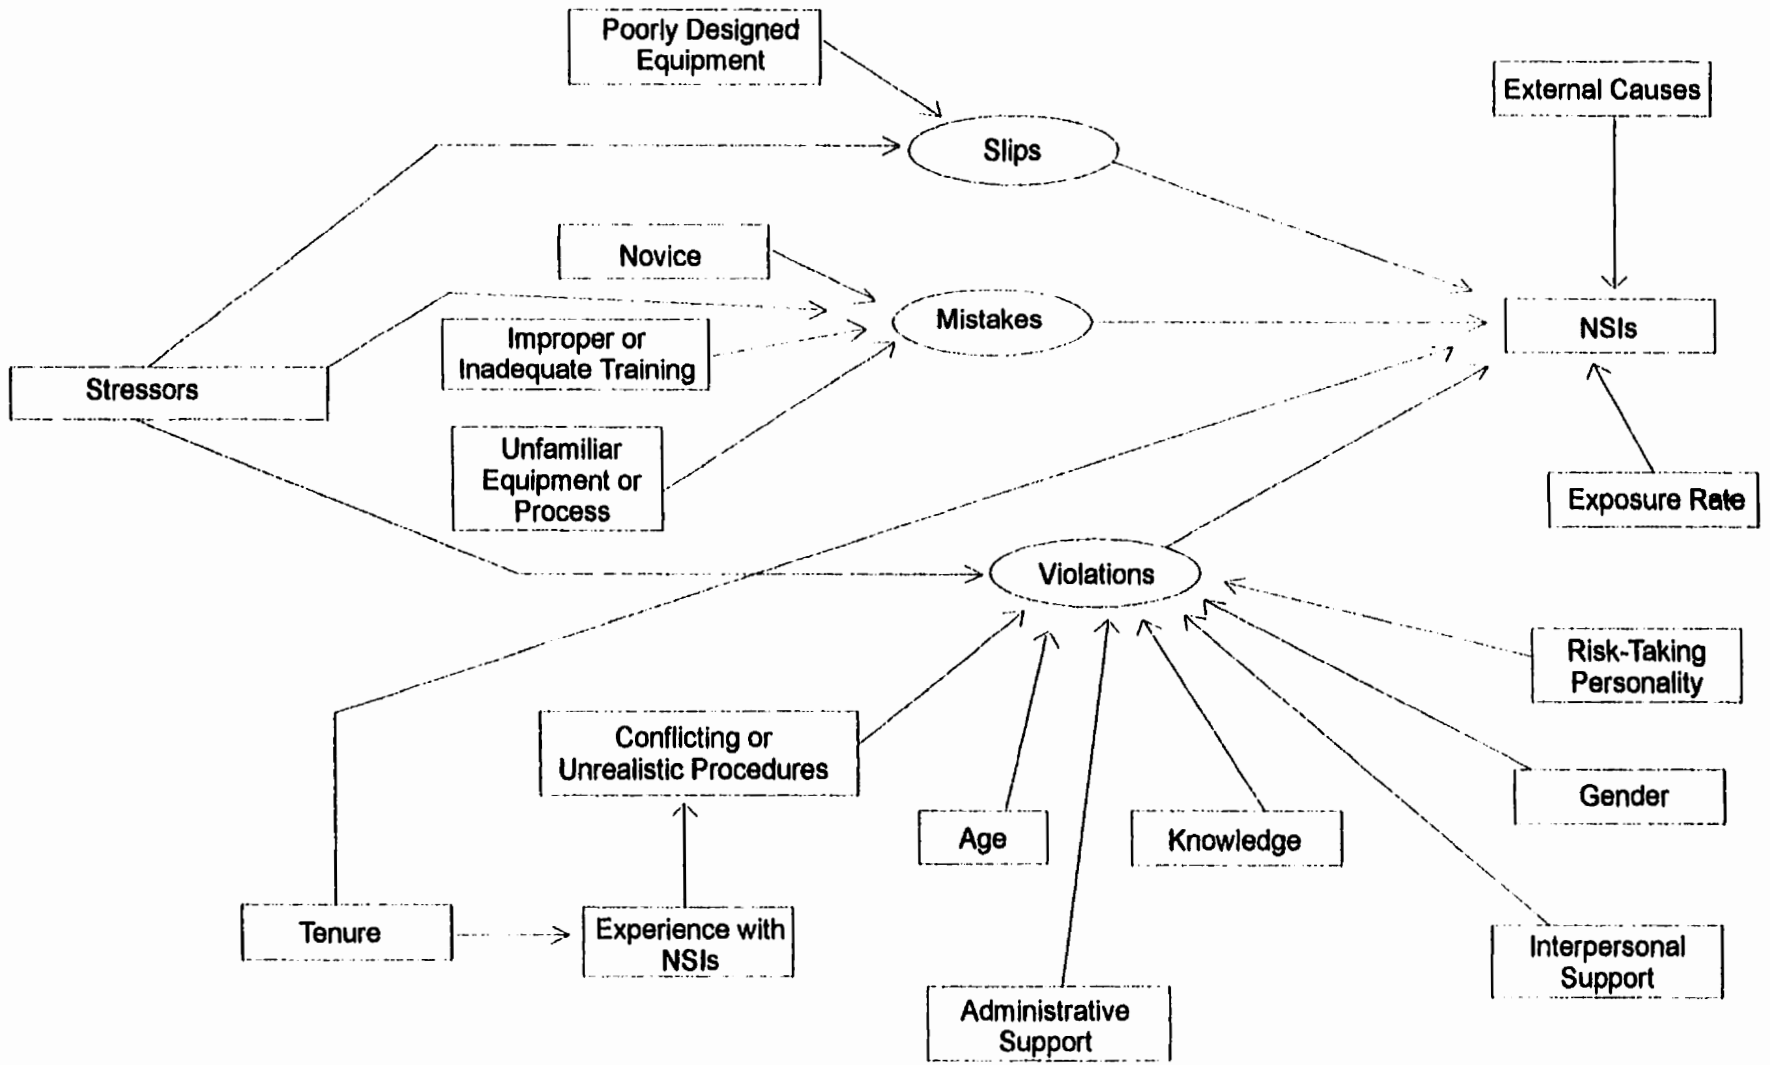 Poorly Designed
Equipment
External Causes
Slips
Novice
Mistakes
NSIs
Improper or
Inadequate Training
Stressors
Unfamiliar
Equipment or
Process
Exposure Rate
Violations
Risk-Taking
Personality
Conflicting or
Unrealistic Procedures
Gender
Age
Knowledge
Tenure
Experience with
NSIs
Interpersonal
Support
Administrative
Support